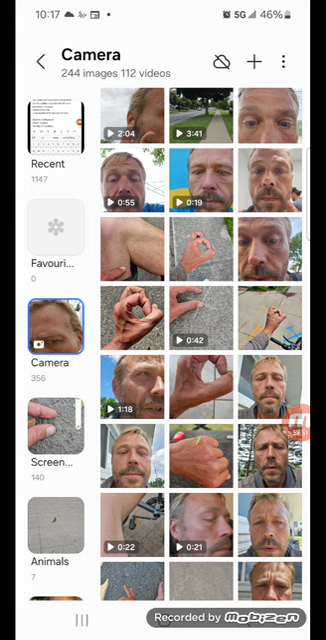 10:17
5G 46%
Camera
244 images 112 videos
2:04
3:41
Recent
1147
0:55
0:19
Favouri...
0
0:42
Camera
356
1:18
Screen...
140
0:22
0:21
Animals
7
Recorded by Mobizen